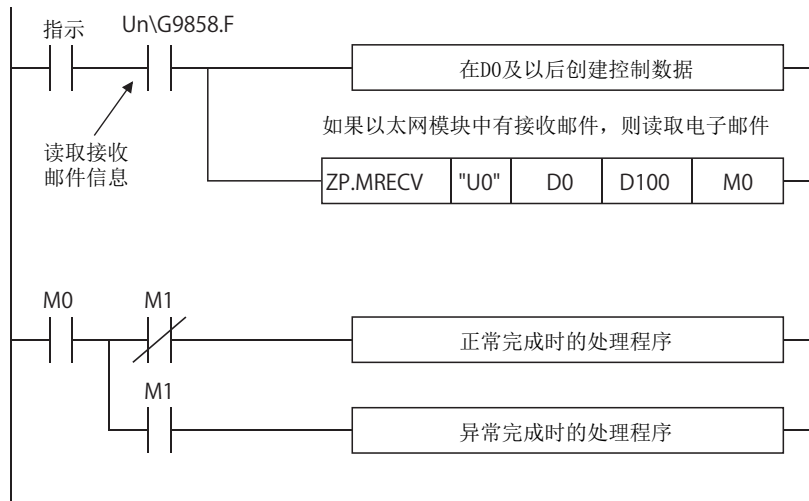 指示
Un\G9858.F
在D0及以后创建控制数据
如果以太网模块中有接收邮件，则读取电子邮件
读取接收
邮件信息
ZP.MRECV "U0" D0 D100 M0
M0
M1
正常完成时的处理程序
M1
异常完成时的处理程序